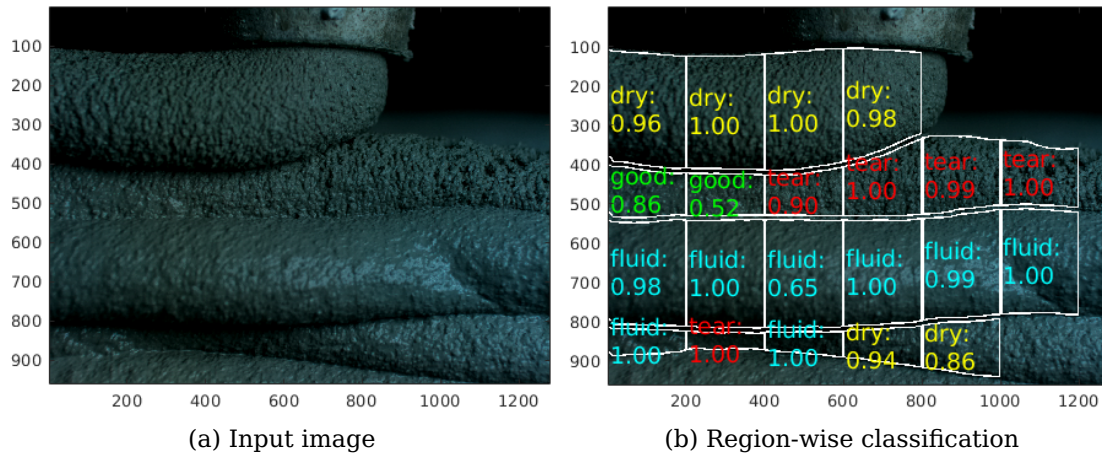 100
200
300
400
500
600
700
800
900
200 400 600 800 1000 1200
(a) Input image
100
200
300
400
500
600
700
800
900
dry: dry: dry: dry:
0.96 1.00 1.00 0.98
good: good: tear: tear: tear: tear:
0.86 0.52 0.90 1.00 0.99 1.00
fluid: fluid: fluid: fluid: fluid: fluid:
0.98 1.00 0.65 1.00 0.99 1.00
fluid: tear: fluid: dry: dry:
1.00 1.00 1.00 0.94 0.86
200 400 600 800 1000 1200
(b) Region-wise classification